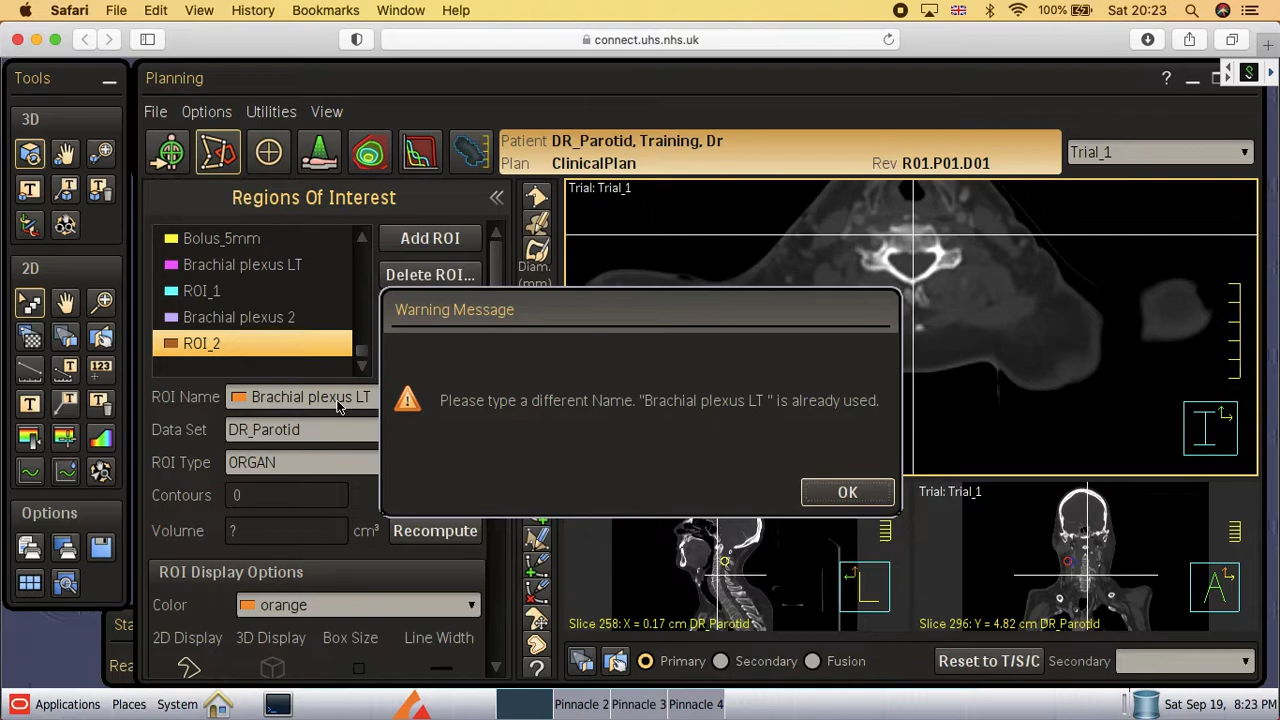 Safari File Edit View History Bookmarks Window Help 100% Sat 20:23
connect.uhs.nhs.uk
Tools
Planning
?
3D
File Options Utilities View
Patient DR_Parotid, Training, Dr
Plan ClinicalPlan Rev R01.P01.D01
Trial_1
Regions Of Interest
Trial: Trial_1
Bolus_5mm
Brachial plexus LT
ROI_1
Brachial plexus 2
ROI_2
Add ROI
Delete ROI...
Diam.
(mm)
2D
123
Warning Message
Please type a different Name. "Brachial plexus LT " is already used.
OK
ROI Name Brachial plexus LT
Data Set DR_Parotid
ROI Type ORGAN
Contours 0
Volume ? cm³ Recompute
Options
ROI Display Options
Color orange
2D Display 3D Display Box Size Line Width
I
Trial: Trial_1
L
A
Slice 258: X = 0.17 cm DR_Parotid
Slice 296: Y = 4.82 cm DR_Parotid
?
Primary Secondary Fusion Reset to T/S/C Secondary
Sta
Rea
Applications Places System Pinnacle 2 Pinnacle 3 Pinnacle 4 Sat Sep 19, 8:23 PM